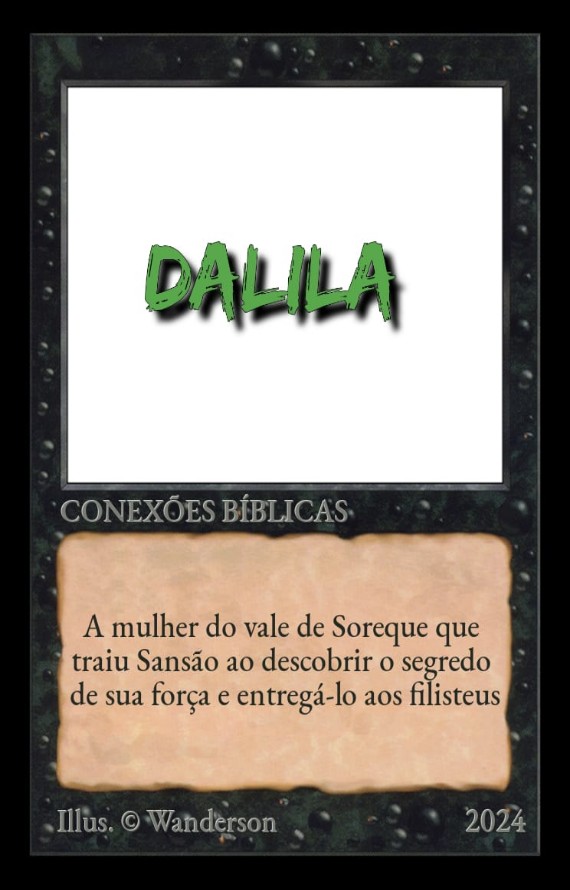 DALILA
CONEXÕES BÍBLICAS
A mulher do vale de Soreque que
traiu Sansão ao descobrir o segredo
de sua força e entregá-lo aos filisteus
Illus. © Wanderson
2024